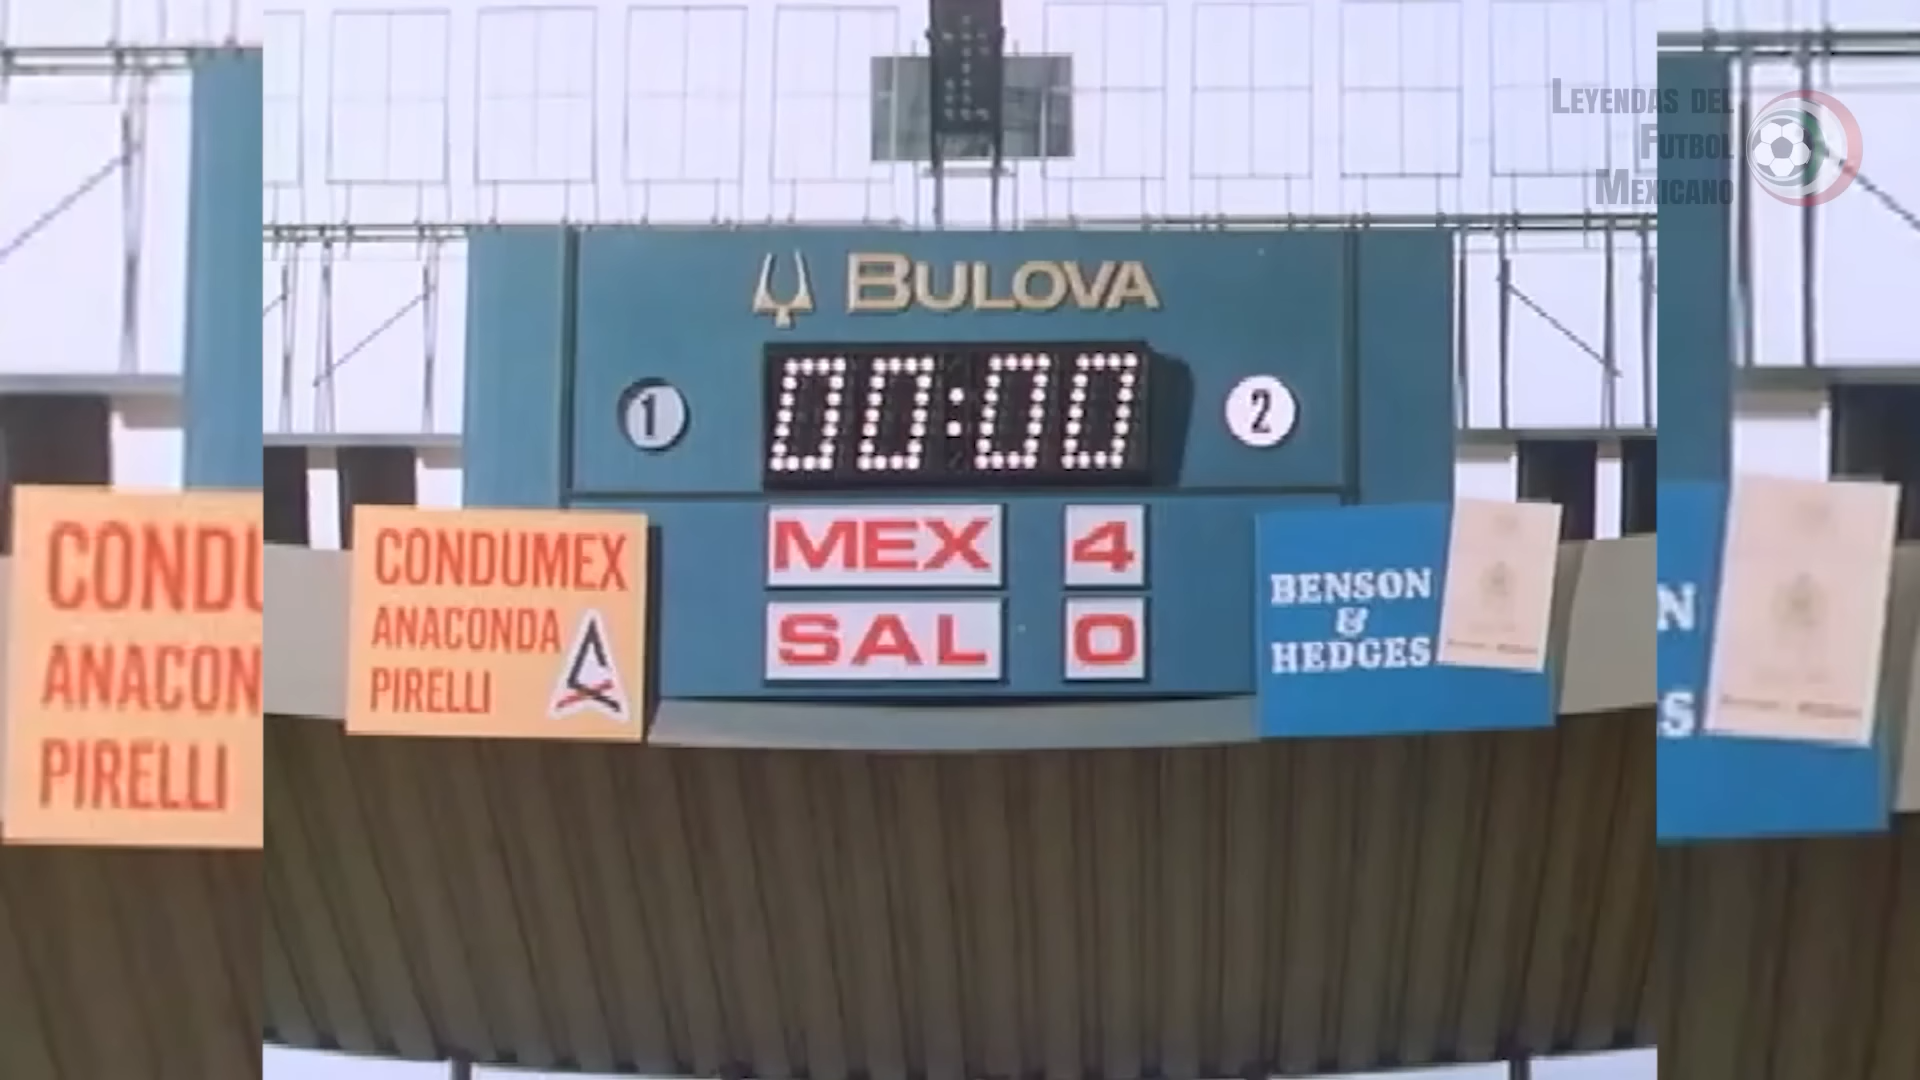 LEYENDAS DEL
FUTBOL
MEXICANO
BULOVA
1
00:00
2
MEX 4
SAL 0
CONDUMEX
ANACONDA
PIRELLI
BENSON
&
HEDGES
CONDU
ANACON
PIRELLI
N
S